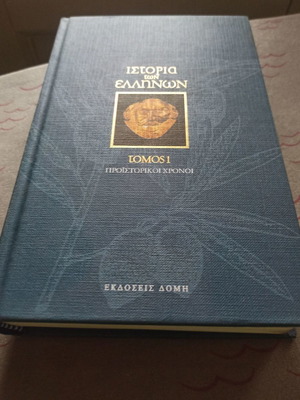 ΙΣΤΟΡΙΑ
των
ΕΛΛΗΝΩΝ
ΤΟΜΟΣ 1
ΠΡΟΪΣΤΟΡΙΚΟΙ ΧΡΟΝΟΙ
ΕΚΔΟΣΕΙΣ ΔΟΜΗ